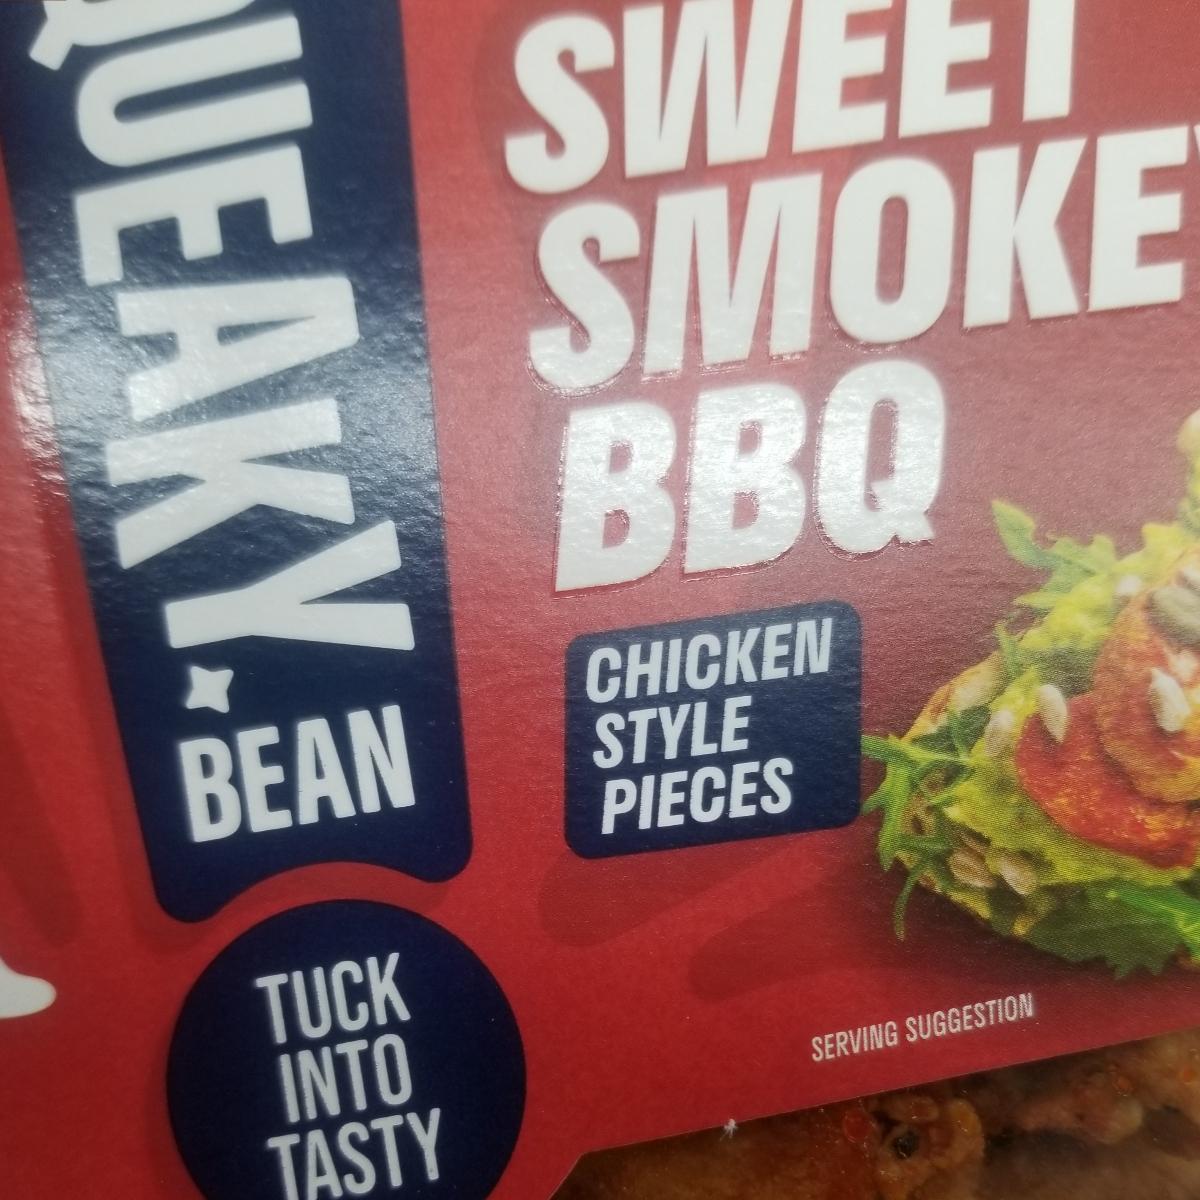 QUEAKY
BEAN
SWEET
SMOKEY
BBQ
CHICKEN
STYLE
PIECES
TUCK
INTO
TASTY
SERVING SUGGESTION